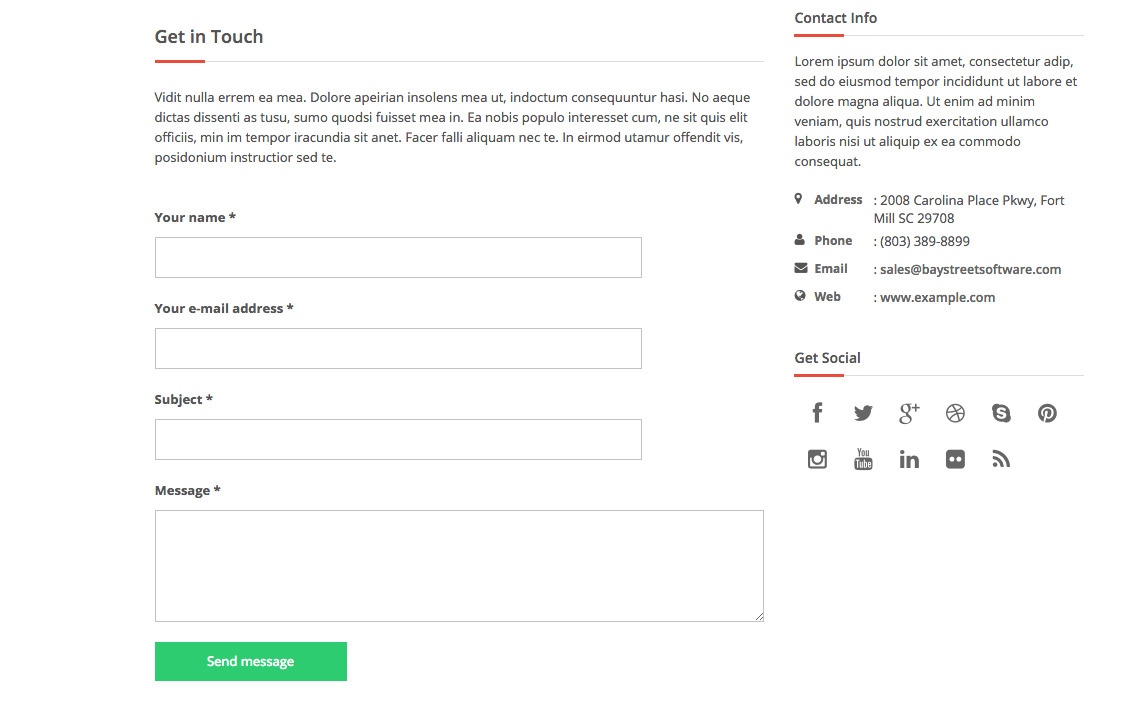 Get in Touch
Vidit nulla errem ea mea. Dolore apeirian insolens mea ut, indoctum consequuntur hasi. No aeque
dictas dissenti as tusu, sumo quodsi fuisset mea in. Ea nobis populo interesset cum, ne sit quis elit
officiis, min im tempor iracundia sit anet. Facer falli aliquam nec te. In eirmod utamur offendit vis,
posidonium instructior sed te.
Your name *
Your e-mail address *
Subject *
Message *
Send message
Contact Info
Lorem ipsum dolor sit amet, consectetur adip,
sed do eiusmod tempor incididunt ut labore et
dolore magna aliqua. Ut enim ad minim
veniam, quis nostrud exercitation ullamco
laboris nisi ut aliquip ex ea commodo
consequat.
Address : 2008 Carolina Place Pkwy, Fort
Mill SC 29708
Phone : (803) 389-8899
Email : sales@baystreetsoftware.com
Web : www.example.com
Get Social
You
Tube